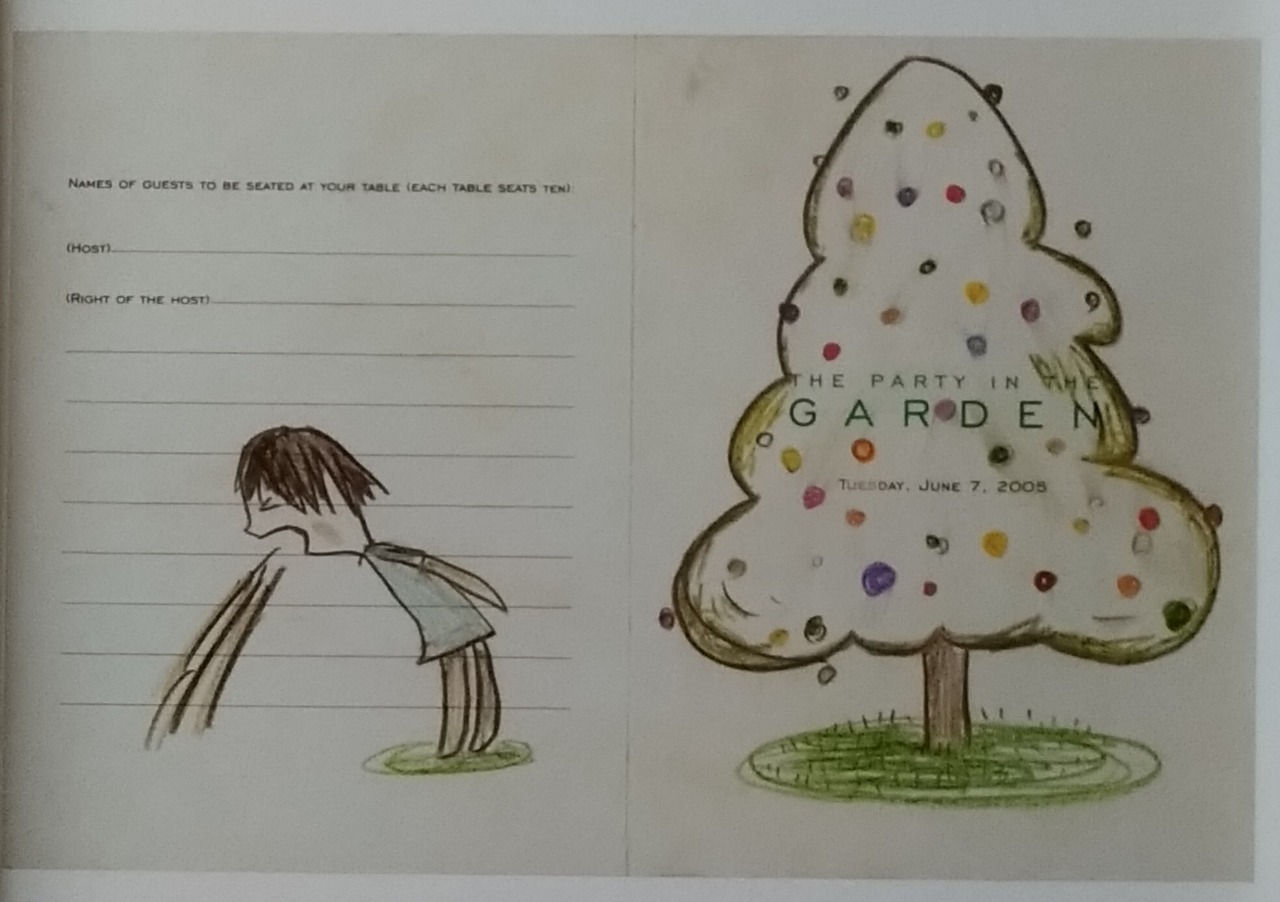 NAMES OF GUESTS TO BE SEATED AT YOUR TABLE (EACH TABLE SEATS TEN):
(HOST)
(RIGHT OF THE HOST)
THE PARTY IN THE
GARDEN
TUESDAY, JUNE 7, 2005